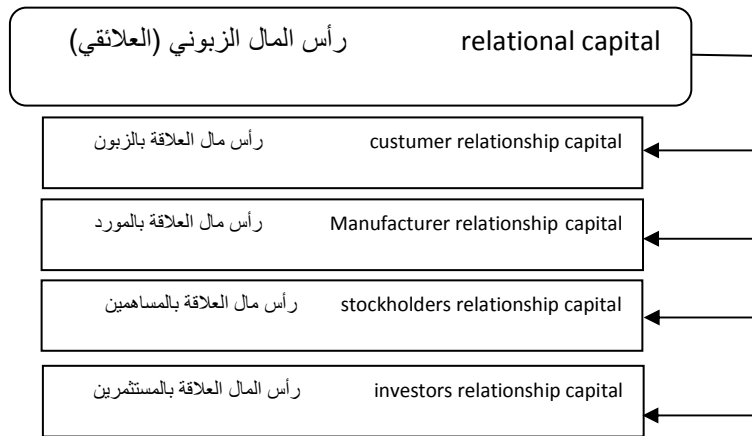 relational capital رأس المال الزبوني (العلائقي)
custumer relationship capital رأس مال العلاقة بالزبون
Manufacturer relationship capital رأس مال العلاقة بالمورد
stockholders relationship capital رأس مال العلاقة بالمساهمين
investors relationship capital رأس المال العلاقة بالمستثمرين